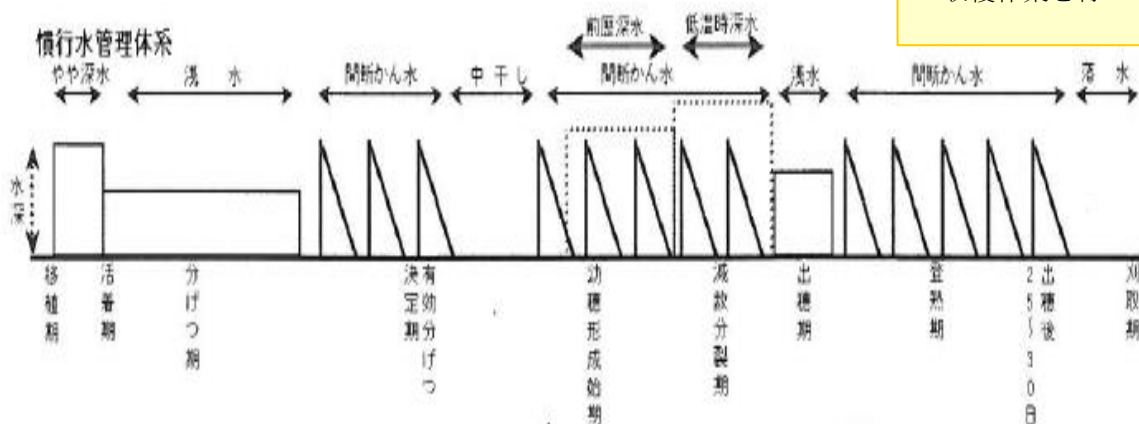 前歴深水
低温時深水
慣行水管理体系
やや深水
浅水
間断かん水
中干し
間断かん水
浅水
間断かん水
落水
水深
移植期
活着期
分げつ期
有効分げつ
決定期
幼穂形成始期
減数分裂期
出穂期
登熟期
出穂後
25〜30日
刈取期